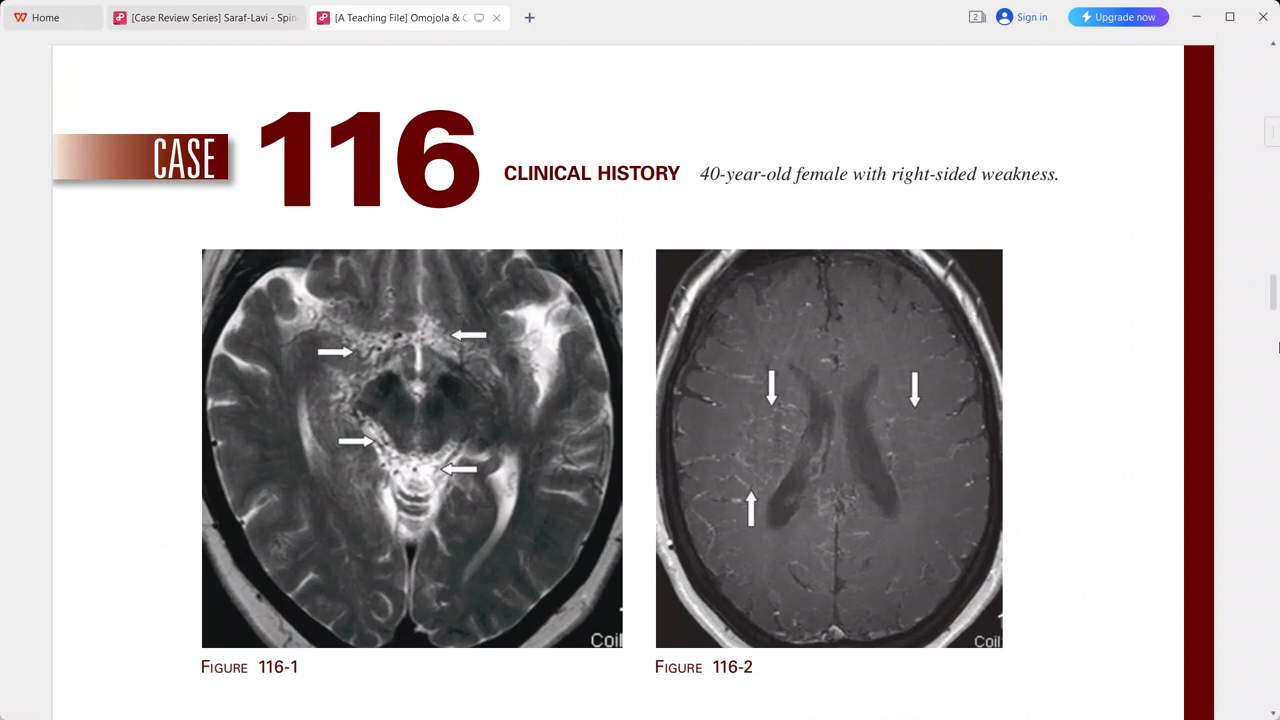 Home
[Case Review Series] Saraf-Lavi - Spin
[A Teaching File] Omojola & C
2
Sign in
Upgrade now
CASE
116
CLINICAL HISTORY 40-year-old female with right-sided weakness.
Coil
Coil
FIGURE 116-1
FIGURE 116-2